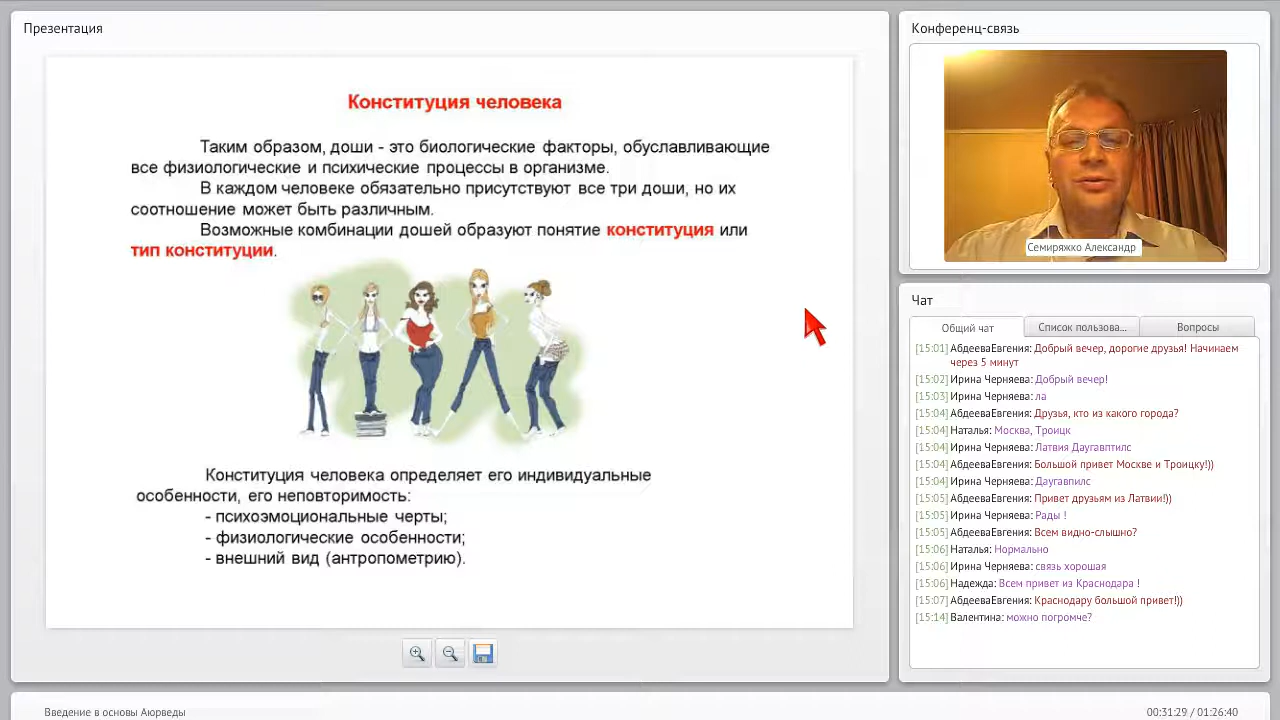 Презентация
Конституция человека
Таким образом, доши - это биологические факторы, обуславливающие
все физиологические и психические процессы в организме.
В каждом человеке обязательно присутствуют все три доши, но их
соотношение может быть различным.
Возможные комбинации дошей образуют понятие конституция или
тип конституции.
Конституция человека определяет его индивидуальные
особенности, его неповторимость:
- психоэмоциональные черты;
- физиологические особенности;
- внешний вид (антропометрию).
Конференц-связь
Семиряжко Александр
Чат
Общий чат
Список пользова...
Вопросы
[15:01] АбдееваЕвгения: Добрый вечер, дорогие друзья! Начинаем
через 5 минут
[15:02] Ирина Черняева: Добрый вечер!
[15:03] Ирина Черняева: ла
[15:04] АбдееваЕвгения: Друзья, кто из какого города?
[15:04] Наталья: Москва, Троицк
[15:04] Ирина Черняева: Латвия Даугавптилс
[15:04] АбдееваЕвгения: Большой привет Москве и Троицку!))
[15:04] Ирина Черняева: Даугавпилс
[15:05] АбдееваЕвгения: Привет друзьям из Латвии!))
[15:05] Ирина Черняева: Рады !
[15:05] АбдееваЕвгения: Всем видно-слышно?
[15:06] Наталья: Нормально
[15:06] Ирина Черняева: связь хорошая
[15:06] Надежда: Всем привет из Краснодара !
[15:07] АбдееваЕвгения: Краснодару большой привет!))
[15:14] Валентина: можно погромче?
Введение в основы Аюрведы
00:31:29 / 01:26:40